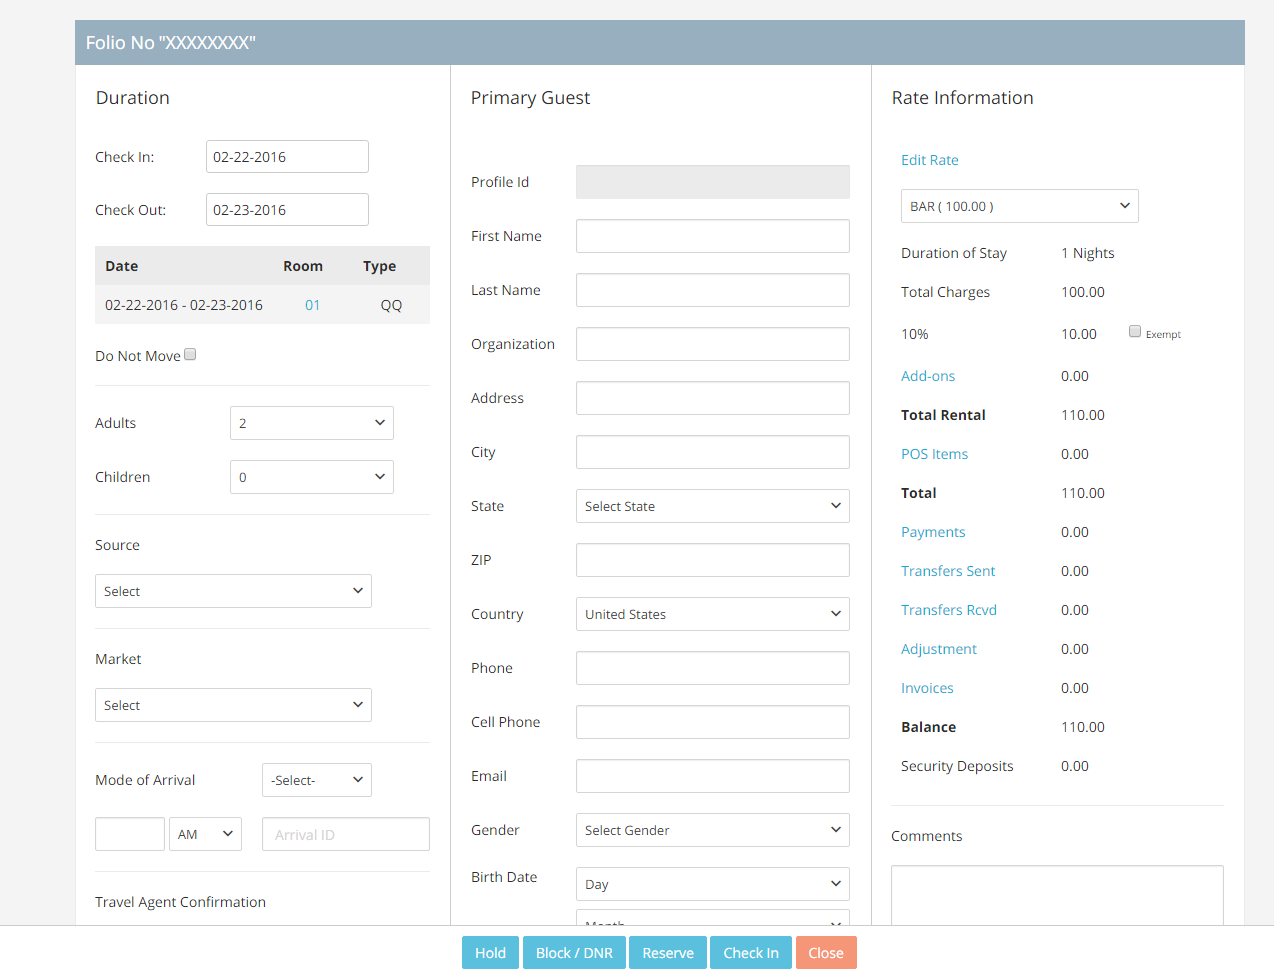 Folio No "XXXXXXXX"
Duration
Check In: 02-22-2016
Check Out: 02-23-2016
Date Room Type
02-22-2016 - 02-23-2016 01 QQ
Do Not Move
Adults 2
Children 0
Source
Select
Market
Select
Mode of Arrival -Select-
AM Arrival ID
Travel Agent Confirmation
Primary Guest
Profile Id
First Name
Last Name
Organization
Address
City
State Select State
ZIP
Country United States
Phone
Cell Phone
Email
Gender Select Gender
Birth Date Day
Month
Rate Information
Edit Rate
BAR ( 100.00 )
Duration of Stay 1 Nights
Total Charges 100.00
10% 10.00 Exempt
Add-ons 0.00
Total Rental 110.00
POS Items 0.00
Total 110.00
Payments 0.00
Transfers Sent 0.00
Transfers Rcvd 0.00
Adjustment 0.00
Invoices 0.00
Balance 110.00
Security Deposits 0.00
Comments
Hold Block / DNR Reserve Check In Close